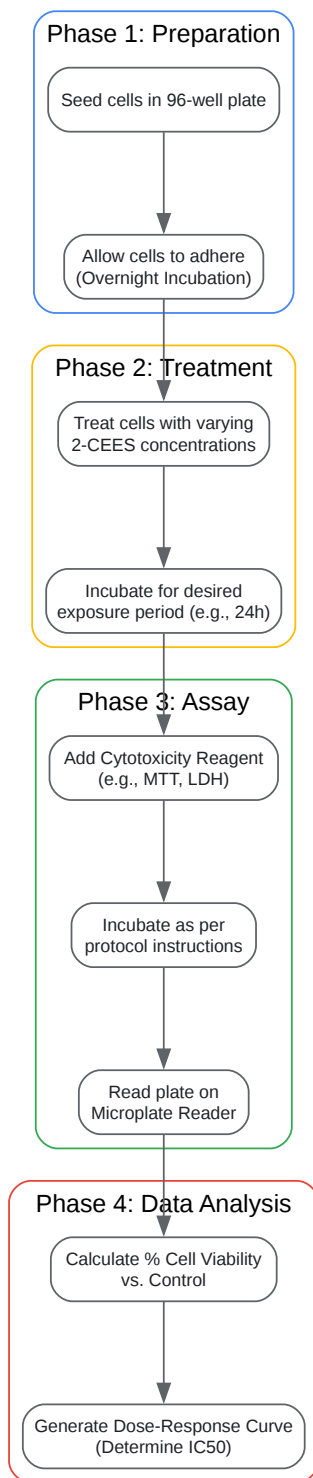 Phase 1: Preparation
Seed cells in 96-well plate
Allow cells to adhere
(Overnight Incubation)
Phase 2: Treatment
Treat cells with varying
2-CEES concentrations
Incubate for desired
exposure period (e.g., 24h)
Phase 3: Assay
Add Cytotoxicity Reagent
(e.g., MTT, LDH)
Incubate as per
protocol instructions
Read plate on
Microplate Reader
Phase 4: Data Analysis
Calculate % Cell Viability
vs. Control
Generate Dose-Response Curve
(Determine IC50)